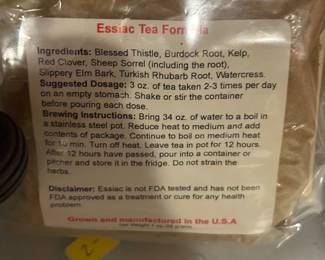 Essiac Tea Formula
Ingredients: Blessed Thistle, Burdock Root, Kelp,
Red Clover, Sheep Sorrel (including the root),
Slippery Elm Bark, Turkish Rhubarb Root, Watercress.
Suggested Dosage: 3 oz. of tea taken 2-3 times per day
on an empty stomach. Shake or stir the container
before pouring each dose.
Brewing Instructions: Bring 34 oz. of water to a boil in
a stainless steel pot. Reduce heat to medium and add
contents of package. Continue to boil on medium heat
for 10 min. Turn off heat. Leave tea in pot for 12 hours.
After 12 hours have passed, pour into a container or
pitcher and store it in the fridge. Do not strain the
herbs.
Disclaimer: Essiac is not FDA tested and has not been
FDA approved as a treatment or cure for any health
problem.
Grown and manufactured in the U.S.A
Net Weight 1 oz.
2